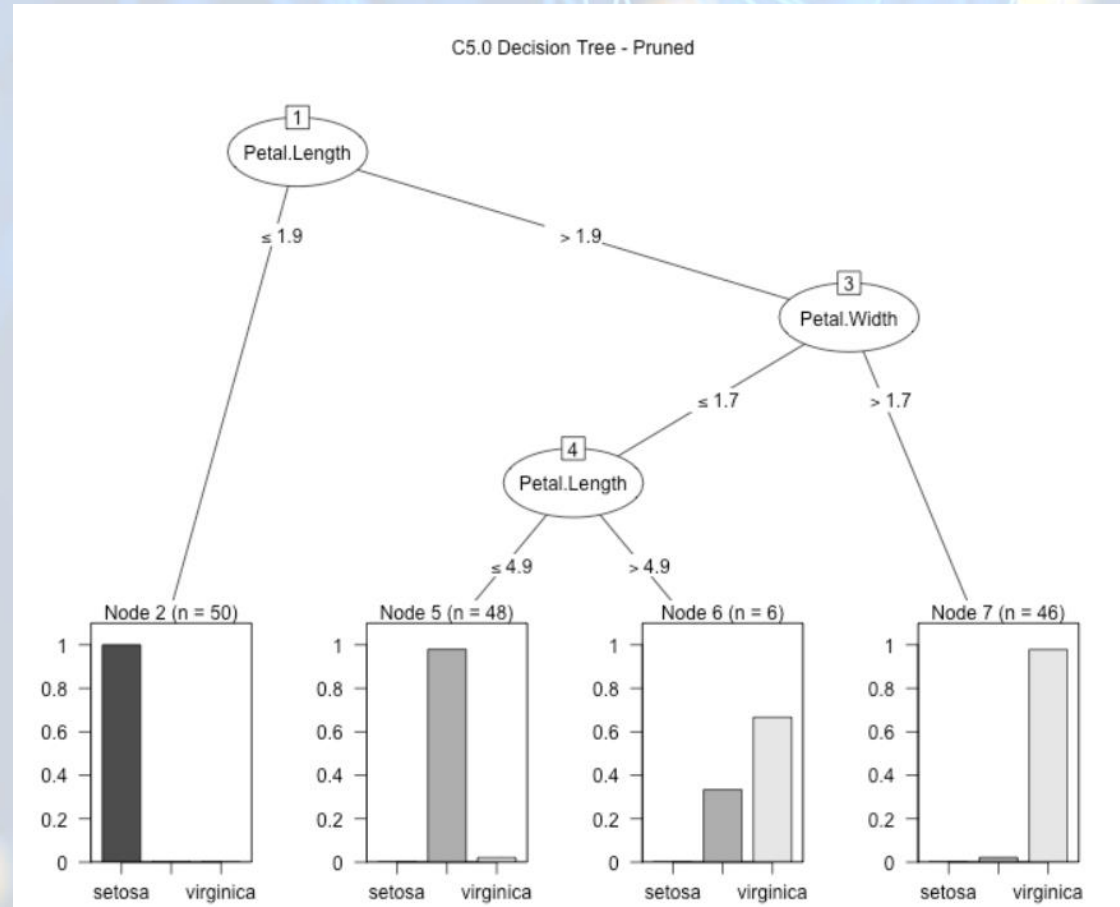 C5.0 Decision Tree - Pruned
1
Petal.Length
≤ 1.9
> 1.9
3
Petal.Width
≤ 1.7
> 1.7
4
Petal.Length
≤ 4.9
> 4.9
Node 2 (n = 50)
1
0.8
0.6
0.4
0.2
0
setosa virginica
Node 5 (n = 48)
1
0.8
0.6
0.4
0.2
0
setosa virginica
Node 6 (n = 6)
1
0.8
0.6
0.4
0.2
0
setosa virginica
Node 7 (n = 46)
1
0.8
0.6
0.4
0.2
0
setosa virginica